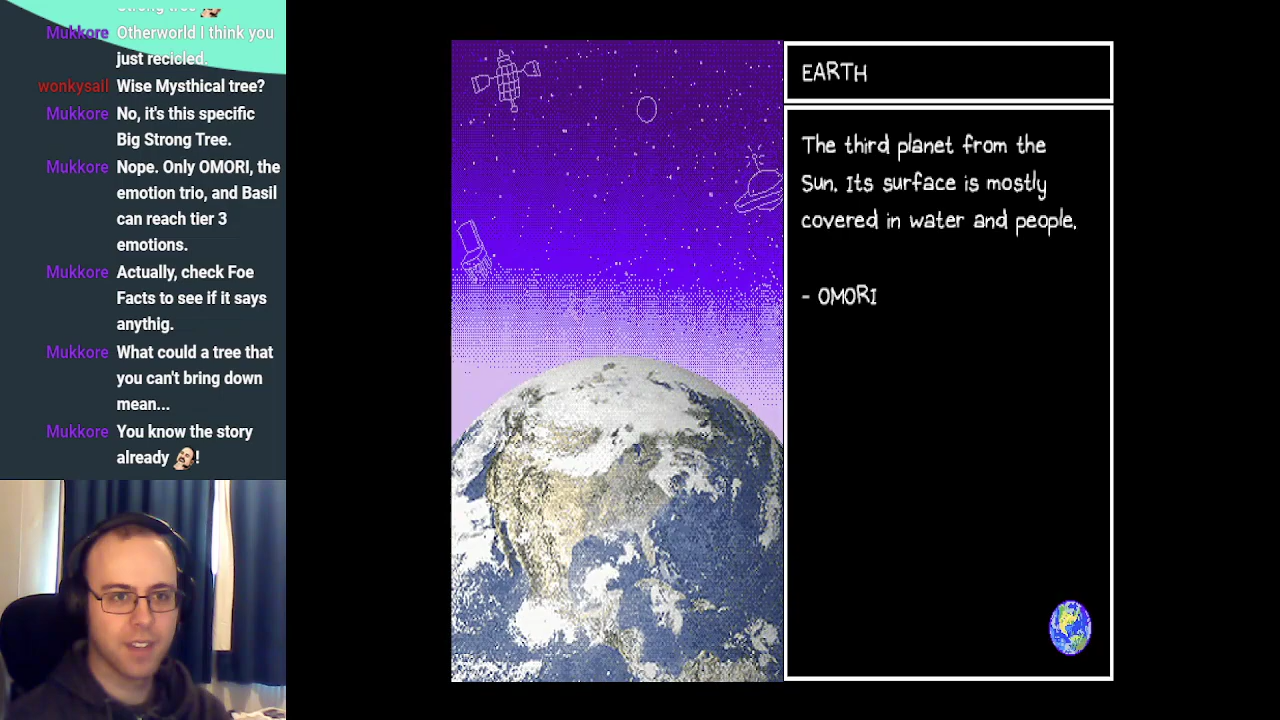 Strong tree
Mukkore Otherworld I think you
just recicled.
wonkysail Wise Mysthical tree?
Mukkore No, it's this specific
Big Strong Tree.
Mukkore Nope. Only OMORI, the
emotion trio, and Basil
can reach tier 3
emotions.
Mukkore Actually, check Foe
Facts to see if it says
anythig.
Mukkore What could a tree that
you can't bring down
mean...
Mukkore You know the story
already !
EARTH
The third planet from the
Sun. Its surface is mostly
covered in water and people.
- OMORI